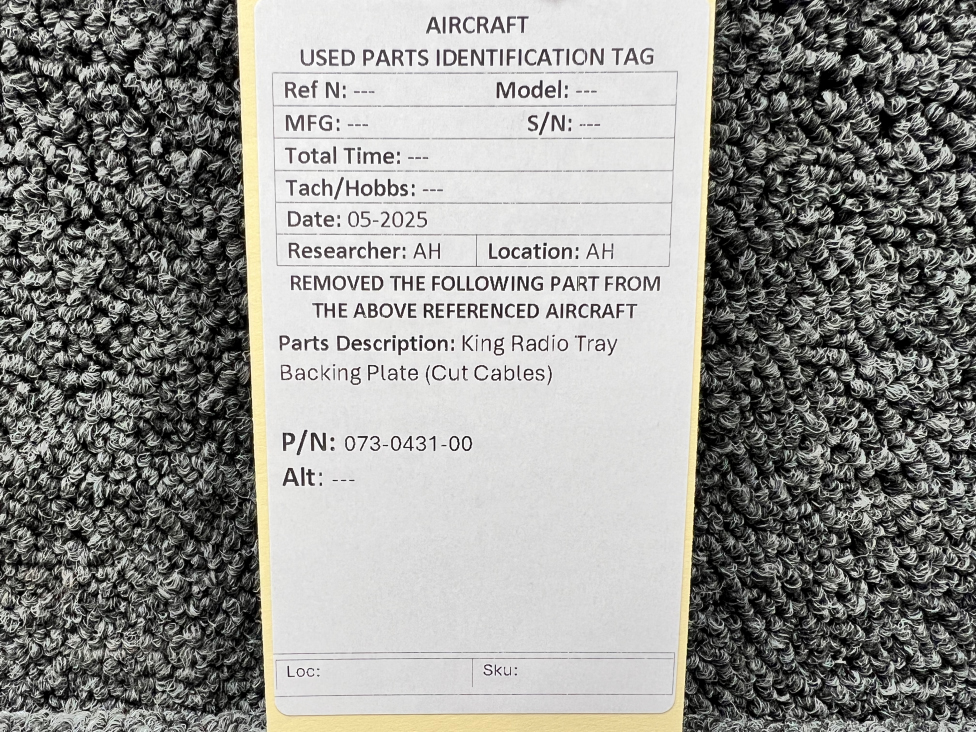 AIRCRAFT
USED PARTS IDENTIFICATION TAG
Ref N: --- Model: ---
MFG: --- S/N: ---
Total Time: ---
Tach/Hobbs: ---
Date: 05-2025
Researcher: AH Location: AH
REMOVED THE FOLLOWING PART FROM
THE ABOVE REFERENCED AIRCRAFT
Parts Description: King Radio Tray
Backing Plate (Cut Cables)
P/N: 073-0431-00
Alt: ---
Loc: Sku: